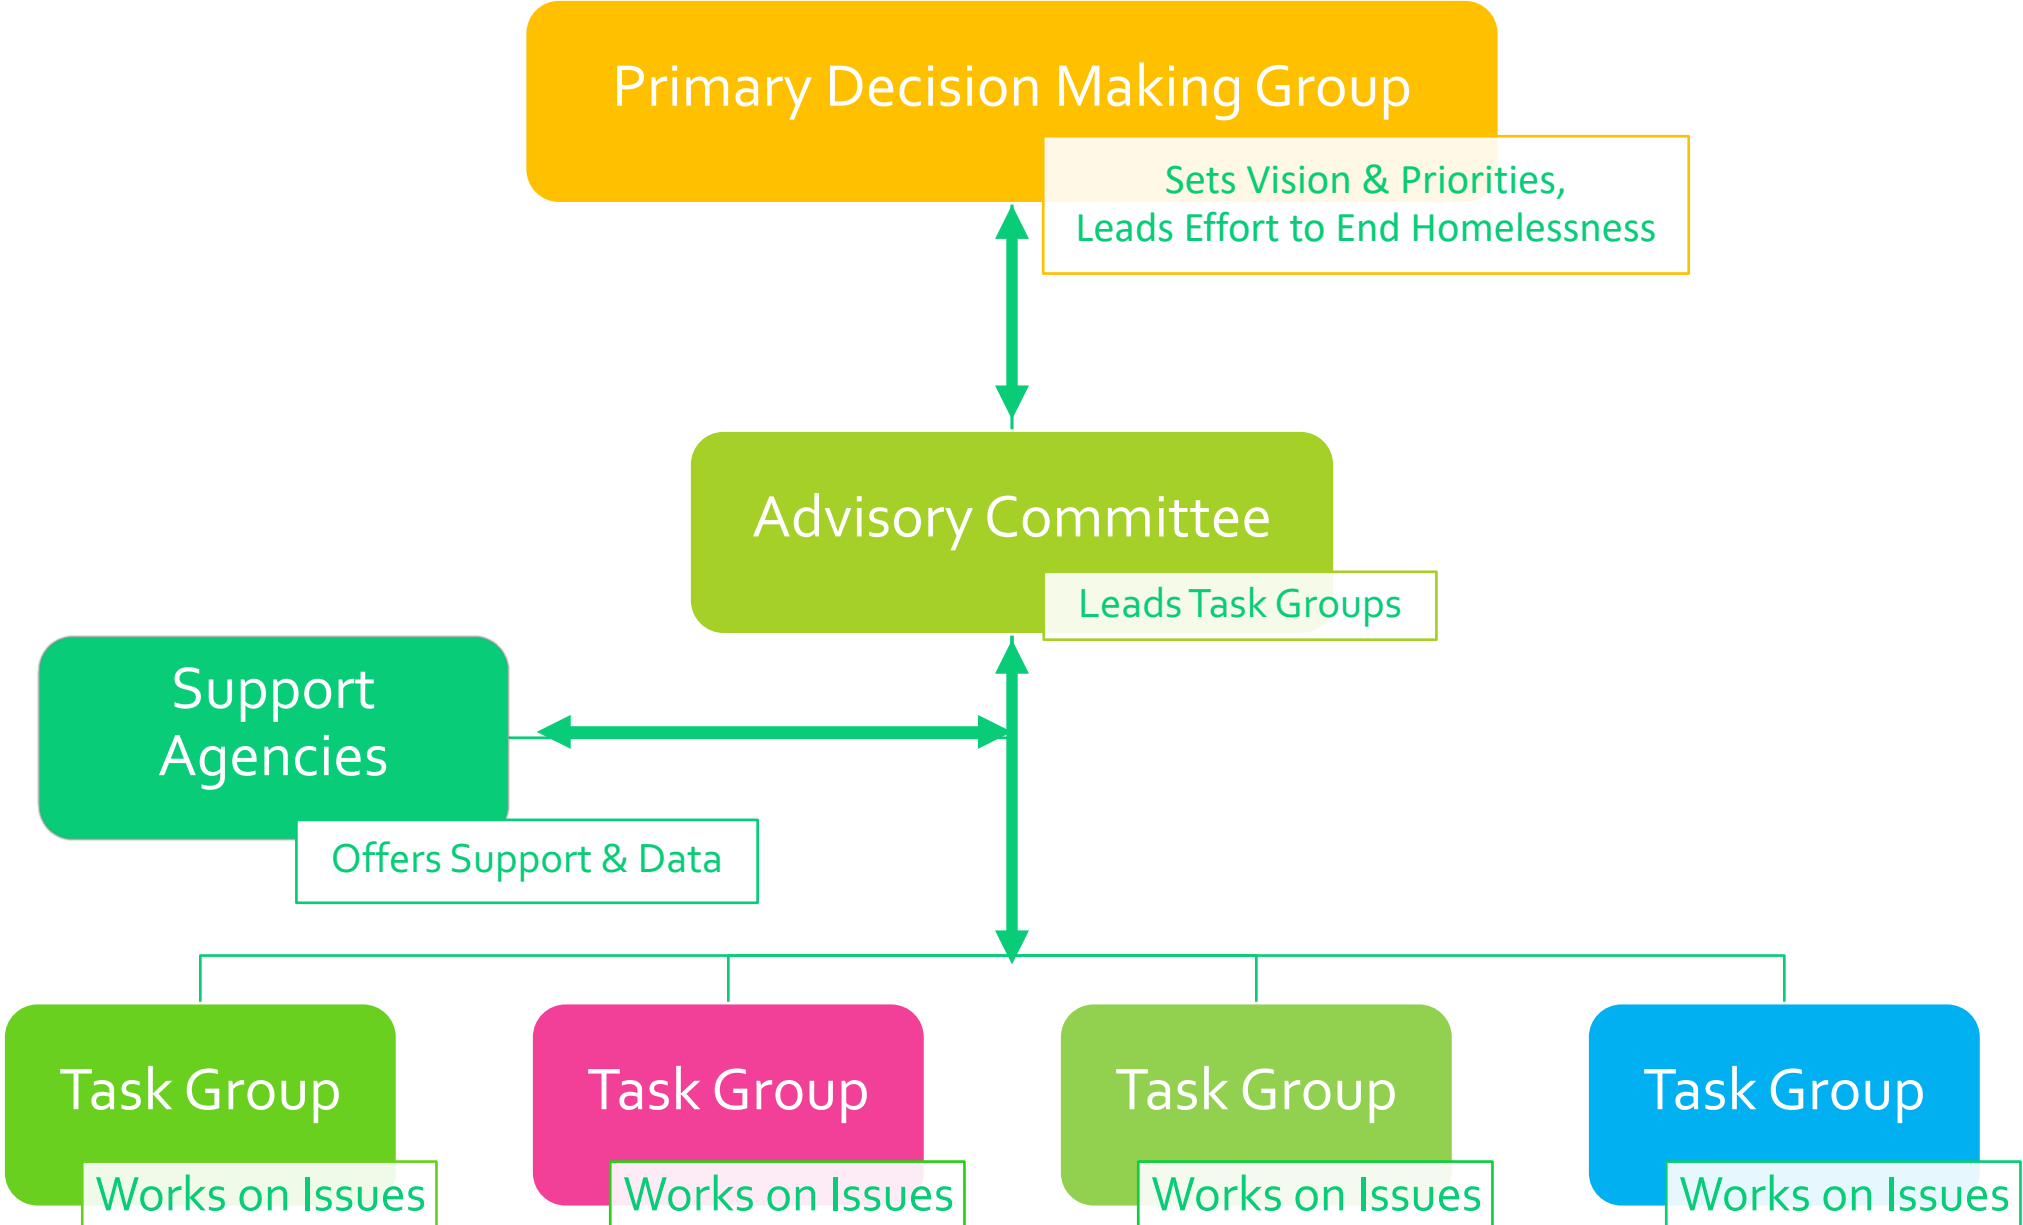 Primary Decision Making Group
Sets Vision & Priorities,
Leads Effort to End Homelessness
Advisory Committee
Leads Task Groups
Support
Agencies
Offers Support & Data
Task Group
Works on Issues
Task Group
Works on Issues
Task Group
Works on Issues
Task Group
Works on Issues